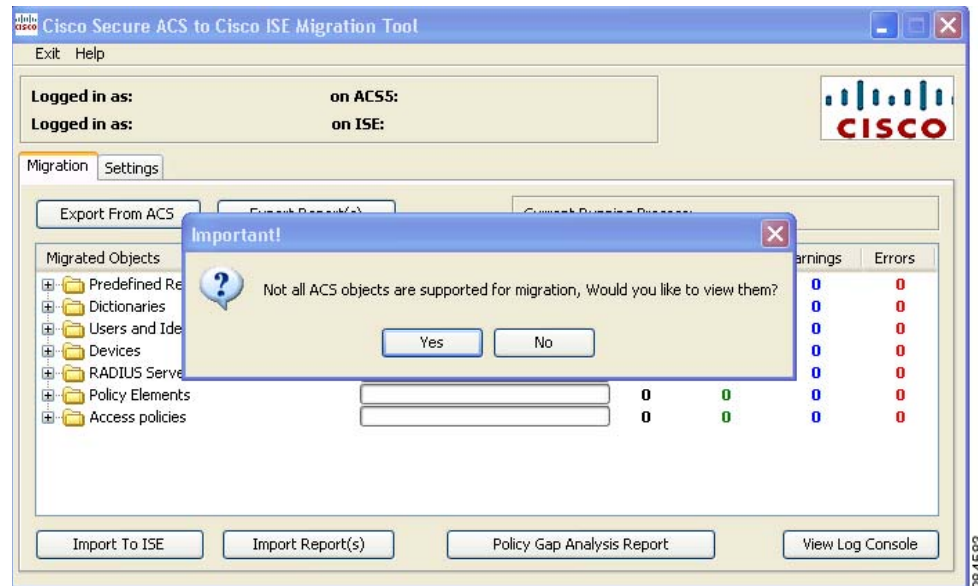 Cisco Secure ACS to Cisco ISE Migration Tool
Exit Help
Logged in as: on ACS5:
Logged in as: on ISE:
CISCO
Migration Settings
Export From ACS
Important!
Migrated Objects Errors
Not all ACS objects are supported for migration, Would you like to view them?
Yes No
Predefined 0 0
Dictionaries 0 0
Users and 0 0
Devices 0 0
RADIUS 0 0
Policy Elements 0 0 0 0
Access policies 0 0 0 0
Import To ISE Import Report(s) Policy Gap Analysis Report View Log Console